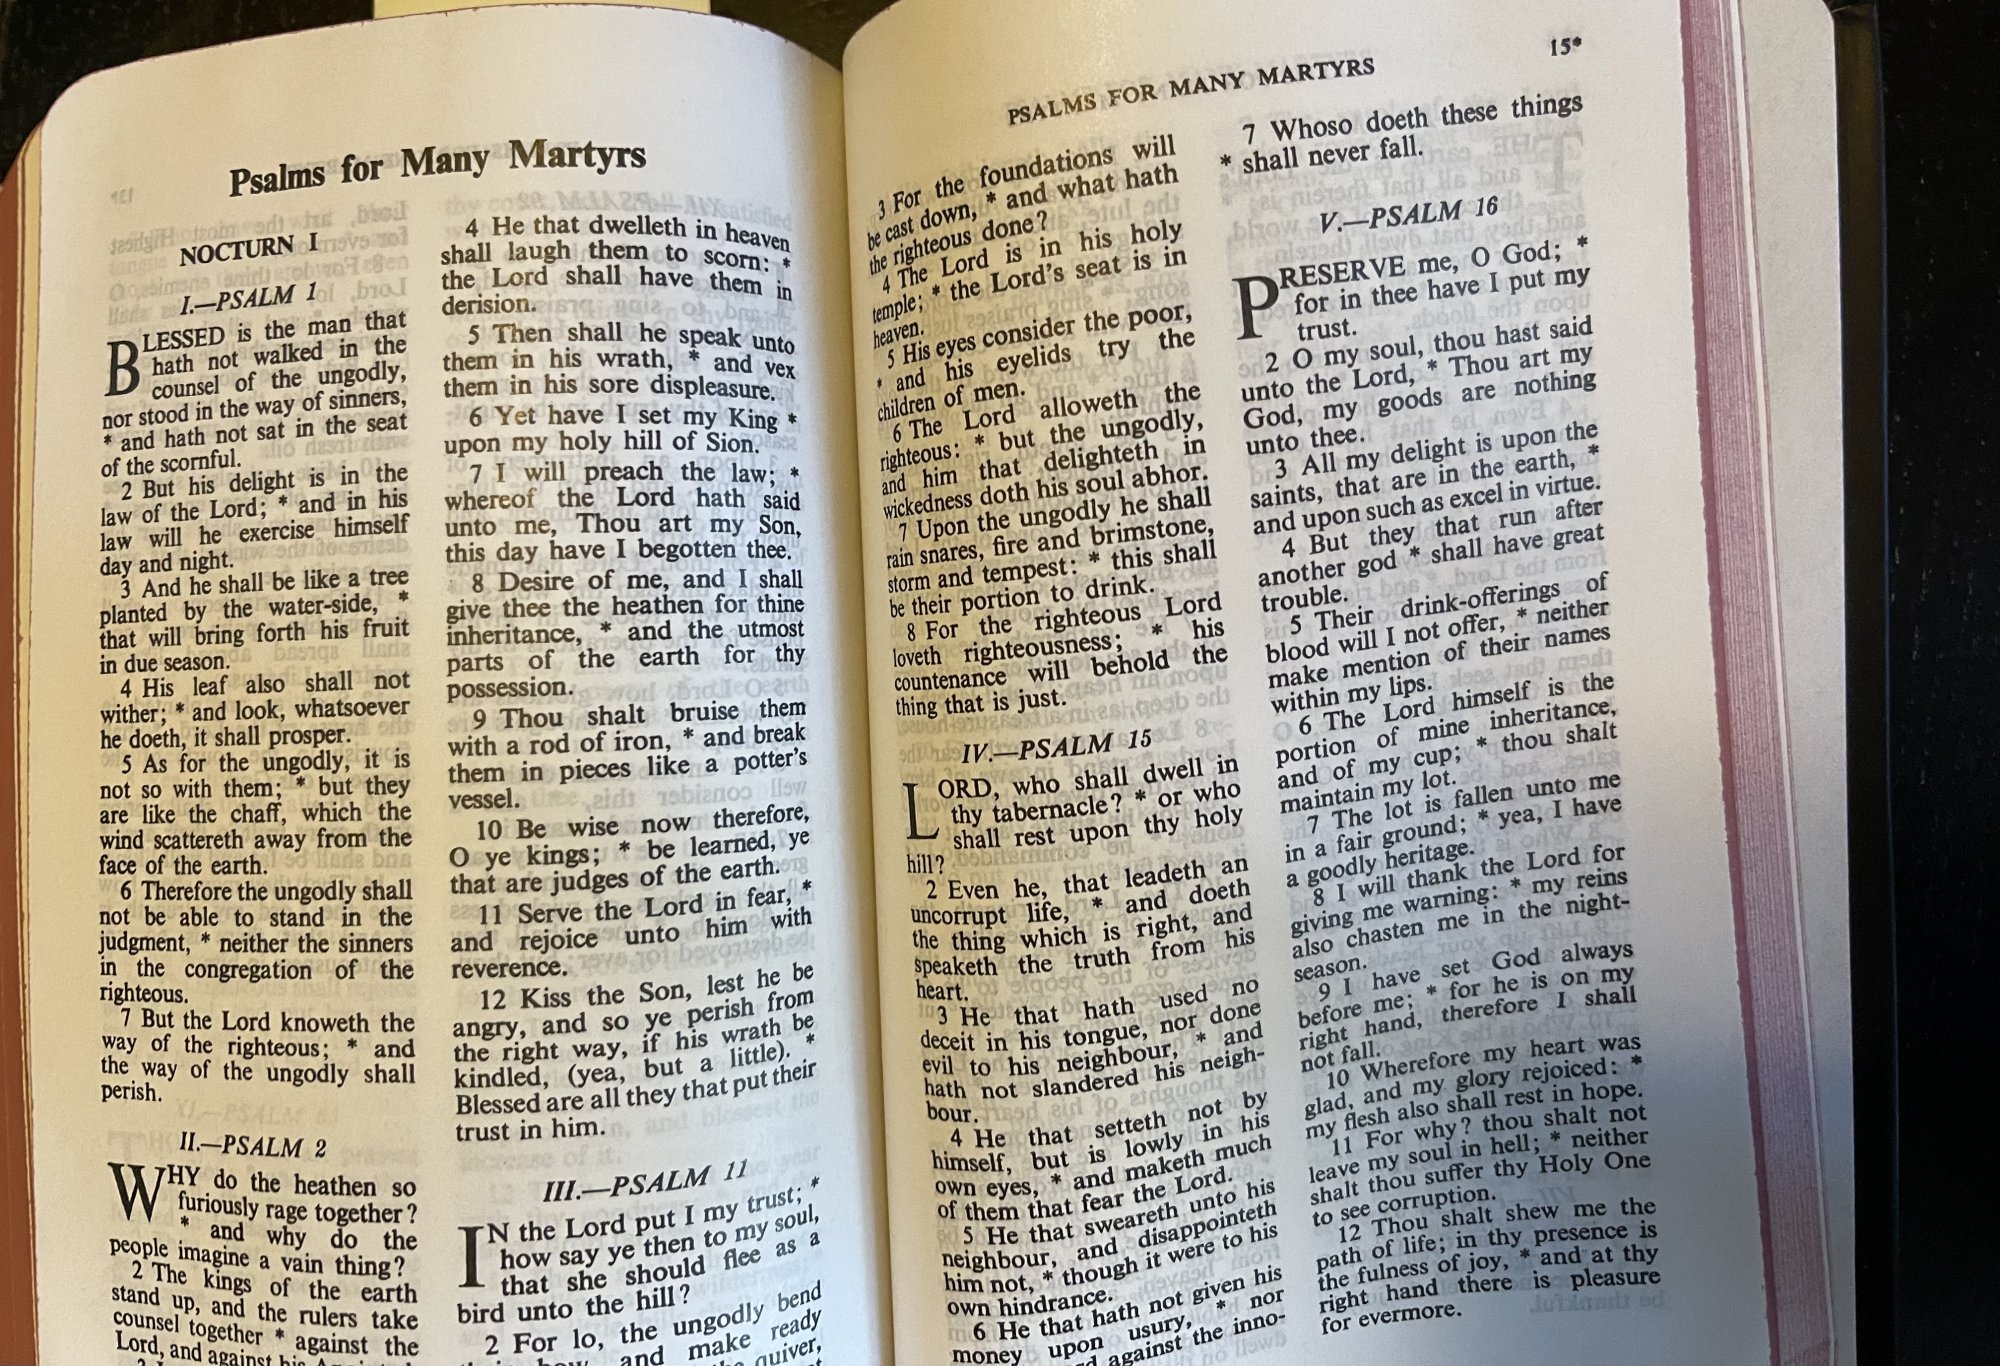 Psalms for Many Martyrs
NOCTURN I
I.—PSALM 1
BLESSED is the man that
hath not walked in the
counsel of the ungodly,
nor stood in the way of sinners,
* and hath not sat in the seat
of the scornful.
2 But his delight is in the
law of the Lord; * and in his
law will he exercise himself
day and night.
3 And he shall be like a tree
planted by the water-side, *
that will bring forth his fruit
in due season.
4 His leaf also shall not
wither; * and look, whatsoever
he doeth, it shall prosper.
5 As for the ungodly, it is
not so with them; * but they
are like the chaff, which the
wind scattereth away from the
face of the earth.
6 Therefore the ungodly shall
not be able to stand in the
judgment, * neither the sinners
in the congregation of the
righteous.
7 But the Lord knoweth the
way of the righteous; * and
the way of the ungodly shall
perish.
II.—PSALM 2
WHY do the heathen so
furiously rage together?
* and why do the
people imagine a vain thing?
2 The kings of the earth
stand up, and the rulers take
counsel together * against the
Lord, and against his
4 He that dwelleth in heaven
shall laugh them to scorn: *
the Lord shall have them in
derision.
5 Then shall he speak unto
them in his wrath, * and vex
them in his sore displeasure.
6 Yet have I set my King *
upon my holy hill of Sion.
7 I will preach the law; *
whereof the Lord hath said
unto me, Thou art my Son,
this day have I begotten thee.
8 Desire of me, and I shall
give thee the heathen for thine
inheritance, * and the utmost
parts of the earth for thy
possession.
9 Thou shalt bruise them
with a rod of iron, * and break
them in pieces like a potter's
vessel.
10 Be wise now therefore,
O ye kings; * be learned, ye
that are judges of the earth.
11 Serve the Lord in fear, *
and rejoice unto him with
reverence.
12 Kiss the Son, lest he be
angry, and so ye perish from
the right way, if his wrath be
kindled, (yea, but a little). *
Blessed are all they that put their
trust in him.
III.—PSALM 11
IN the Lord put I my trust; *
how say ye then to my soul,
that she should flee as a
bird unto the hill?
2 For lo, the ungodly bend
and make ready
quiver,
PSALMS FOR MANY MARTYRS
15*
3 For the foundations will
be cast down, * and what hath
the righteous done?
4 The Lord is in his holy
temple; * the Lord's seat is in
heaven.
5 His eyes consider the poor,
* and his eyelids try the
children of men.
6 The Lord alloweth the
righteous: * but the ungodly,
and him that delighteth in
wickedness doth his soul abhor.
7 Upon the ungodly he shall
rain snares, fire and brimstone,
storm and tempest: * this shall
be their portion to drink.
8 For the righteous Lord
loveth righteousness; * his
countenance will behold the
thing that is just.
IV.—PSALM 15
LORD, who shall dwell in
thy tabernacle? * or who
shall rest upon thy holy
hill?
2 Even he, that leadeth an
uncorrupt life, * and doeth
the thing which is right, and
speaketh the truth from his
heart.
3 He that hath used no
deceit in his tongue, nor done
evil to his neighbour, * and
hath not slandered his neigh-
bour.
4 He that setteth not by
himself, but is lowly in his
own eyes, * and maketh much
of them that fear the Lord.
5 He that sweareth unto his
neighbour, and disappointeth
him not, * though it were to his
own hindrance.
6 He that hath not given his
money upon usury, * nor
against the inno-
7 Whoso doeth these things
* shall never fall.
V.—PSALM 16
PRESERVE me, O God; *
for in thee have I put my
trust.
2 O my soul, thou hast said
unto the Lord, * Thou art my
God, my goods are nothing
unto thee.
3 All my delight is upon the
saints, that are in the earth, *
and upon such as excel in virtue.
4 But they that run after
another god * shall have great
trouble.
5 Their drink-offerings of
blood will I not offer, * neither
make mention of their names
within my lips.
6 The Lord himself is the
portion of mine inheritance,
and of my cup; * thou shalt
maintain my lot.
7 The lot is fallen unto me
in a fair ground; * yea, I have
a goodly heritage.
8 I will thank the Lord for
giving me warning: * my reins
also chasten me in the night-
season.
9 I have set God always
before me; * for he is on my
right hand, therefore I shall
not fall.
10 Wherefore my heart was
glad, and my glory rejoiced: *
my flesh also shall rest in hope.
11 For why? thou shalt not
leave my soul in hell; * neither
shalt thou suffer thy Holy One
to see corruption.
12 Thou shalt shew me the
path of life; in thy presence is
the fulness of joy, * and at thy
right hand there is pleasure
for evermore.